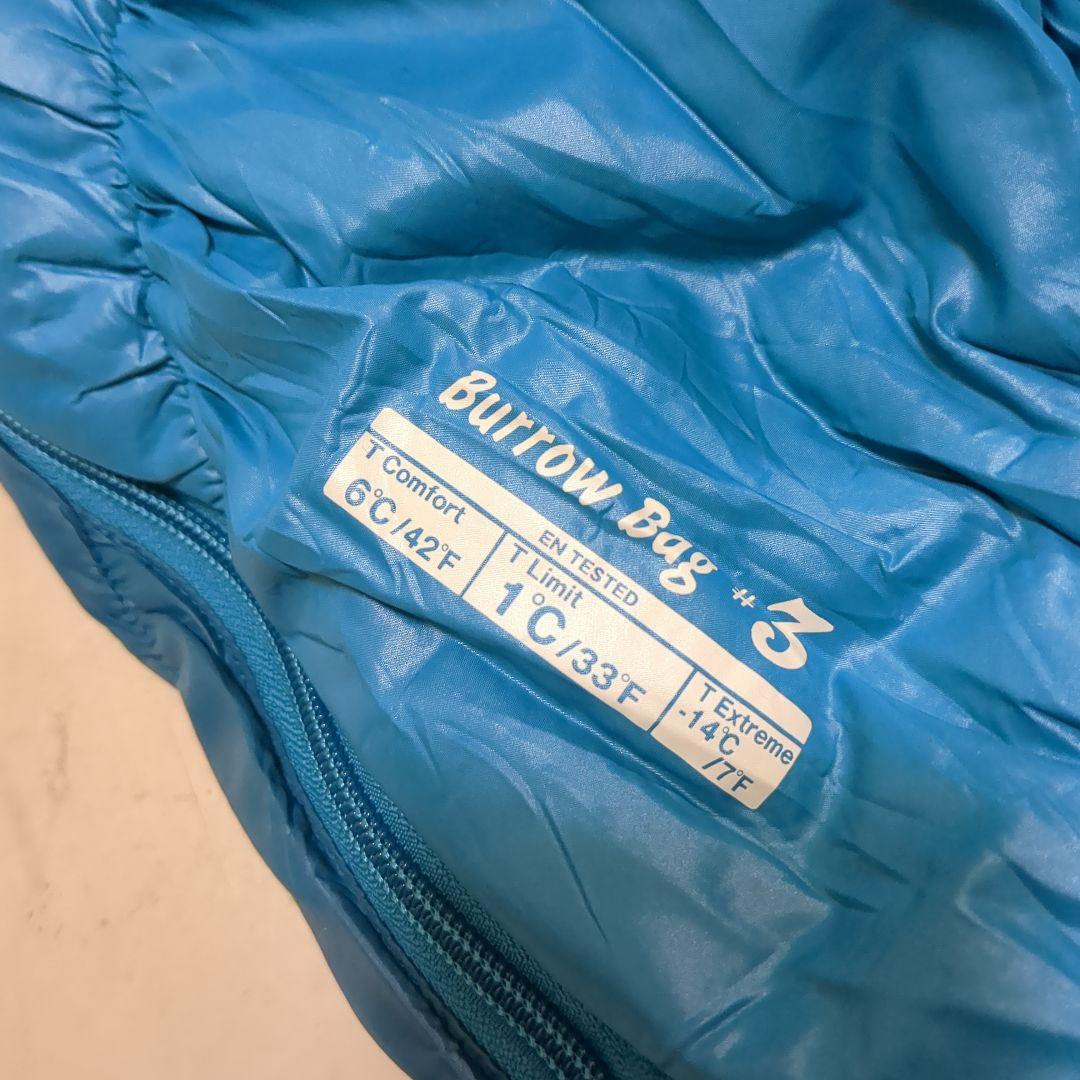 Burrow Bag #3
EN TESTED
T Comfort
6℃/42℉
T Limit
1℃/33℉
T Extreme
-14℃
/7℉